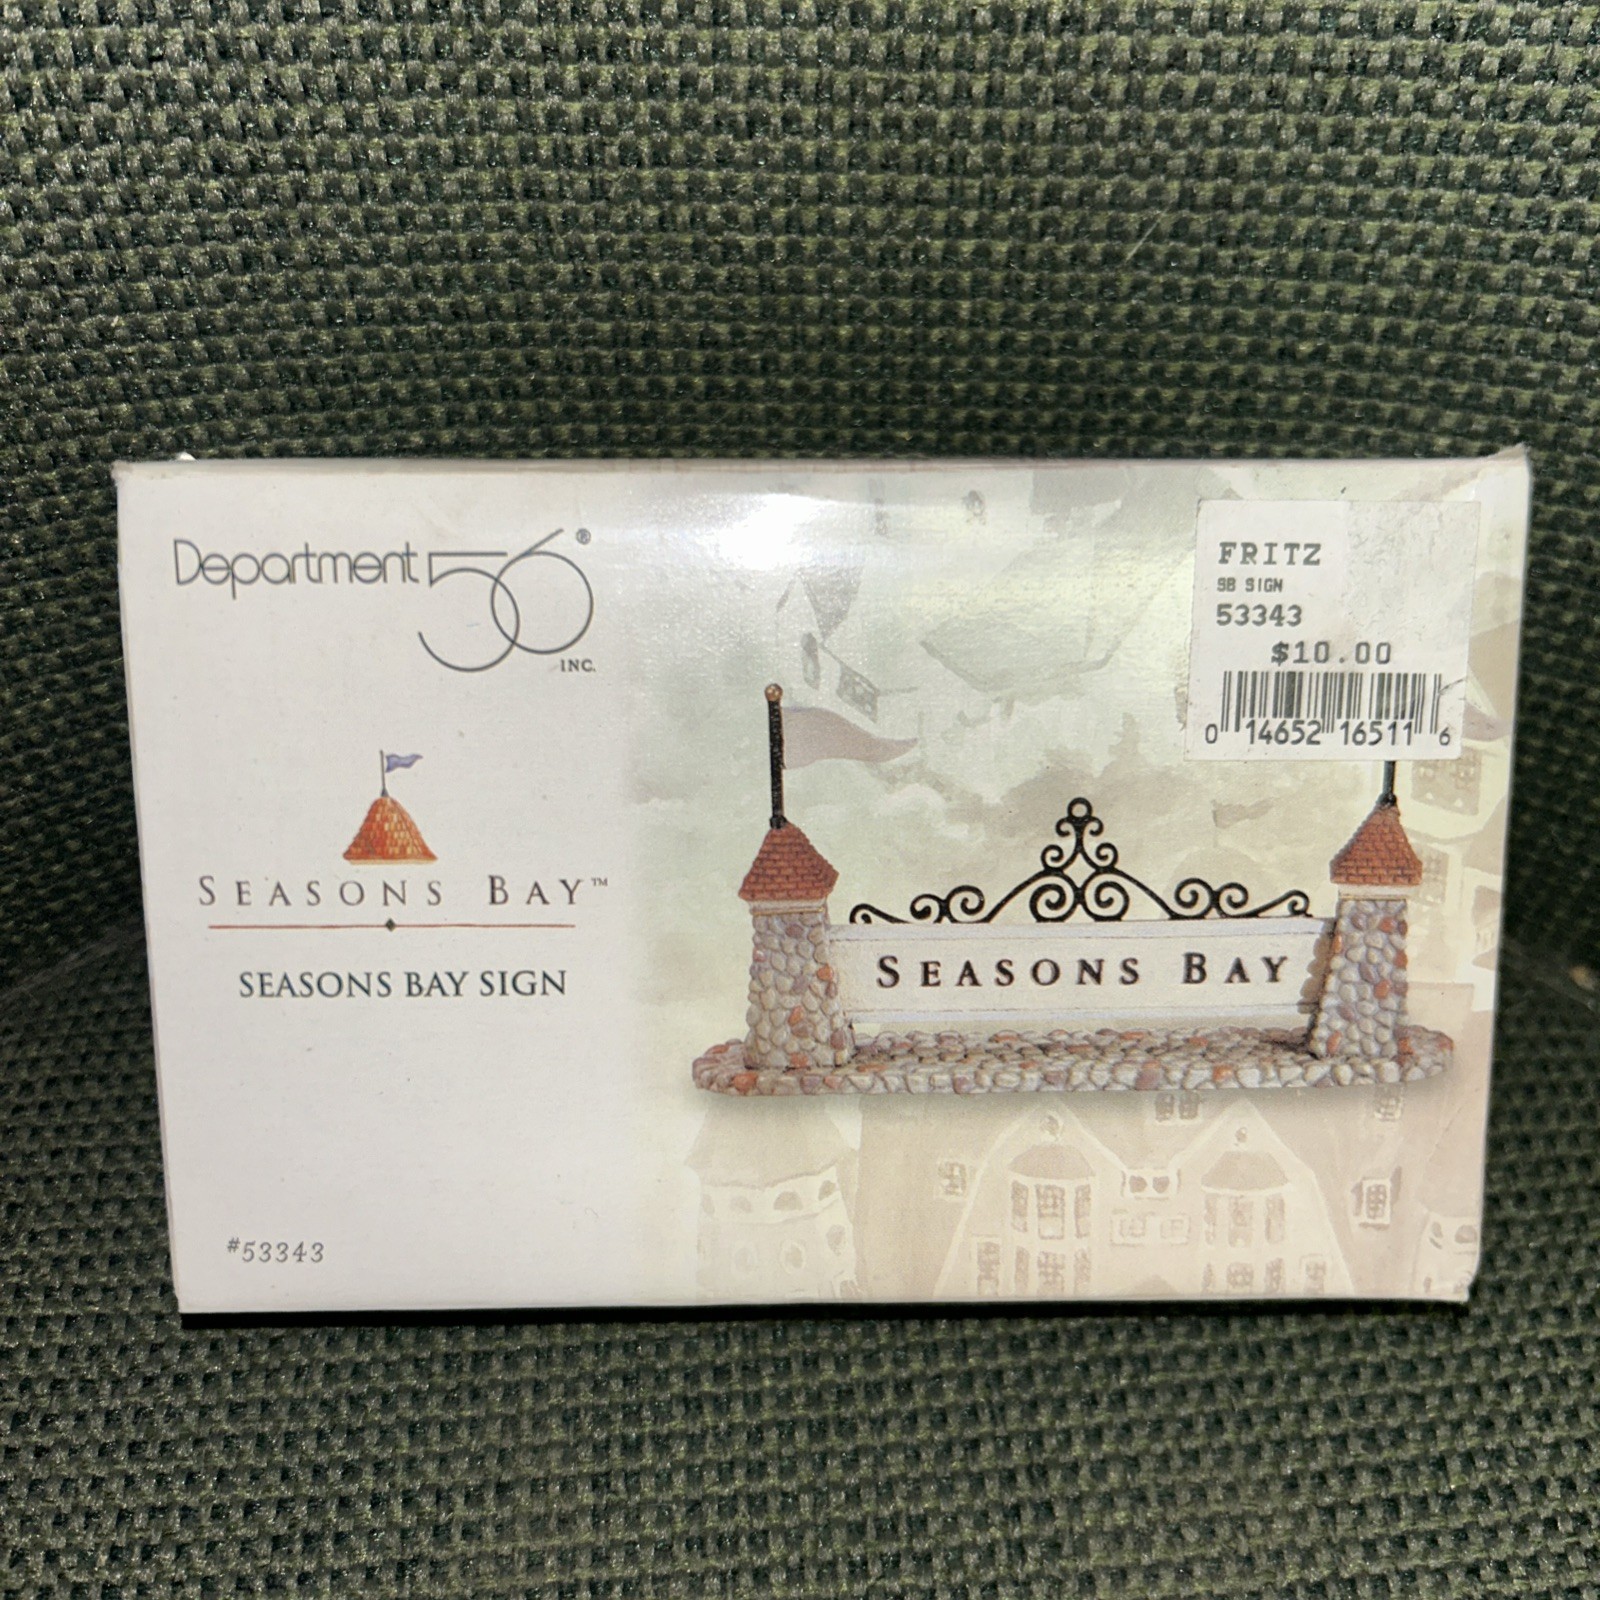 Department 56®
INC.
SEASONS BAY™
SEASONS BAY SIGN
#53343
FRITZ
SB SIGN
53343
$10.00
0 14652 16511 6
SEASONS BAY